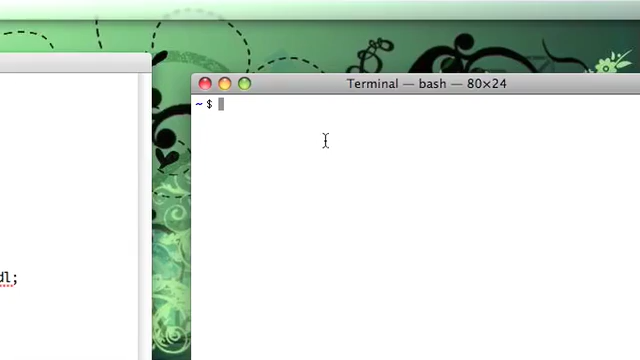 Terminal — bash — 80×24
~ $
dl;